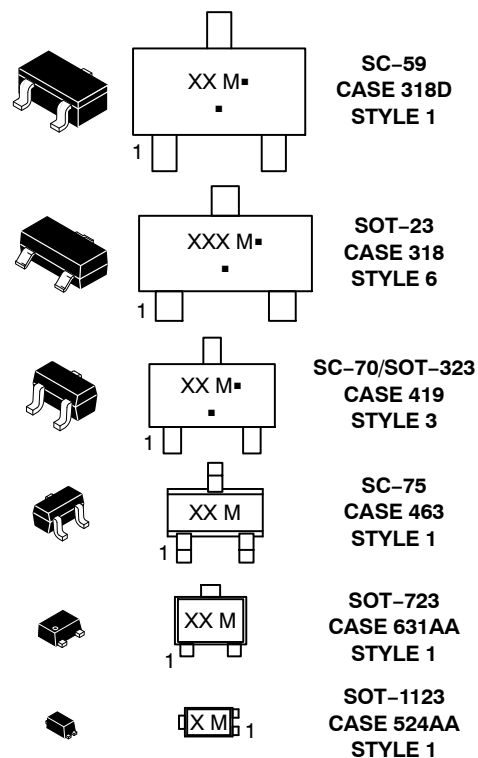 XX M▪
▪
1
SC−59
CASE 318D
STYLE 1
XXX M▪
▪
1
SOT−23
CASE 318
STYLE 6
XX M▪
▪
1
SC−70/SOT−323
CASE 419
STYLE 3
XX M
1
SC−75
CASE 463
STYLE 1
XX M
1
SOT−723
CASE 631AA
STYLE 1
X M
1
SOT−1123
CASE 524AA
STYLE 1